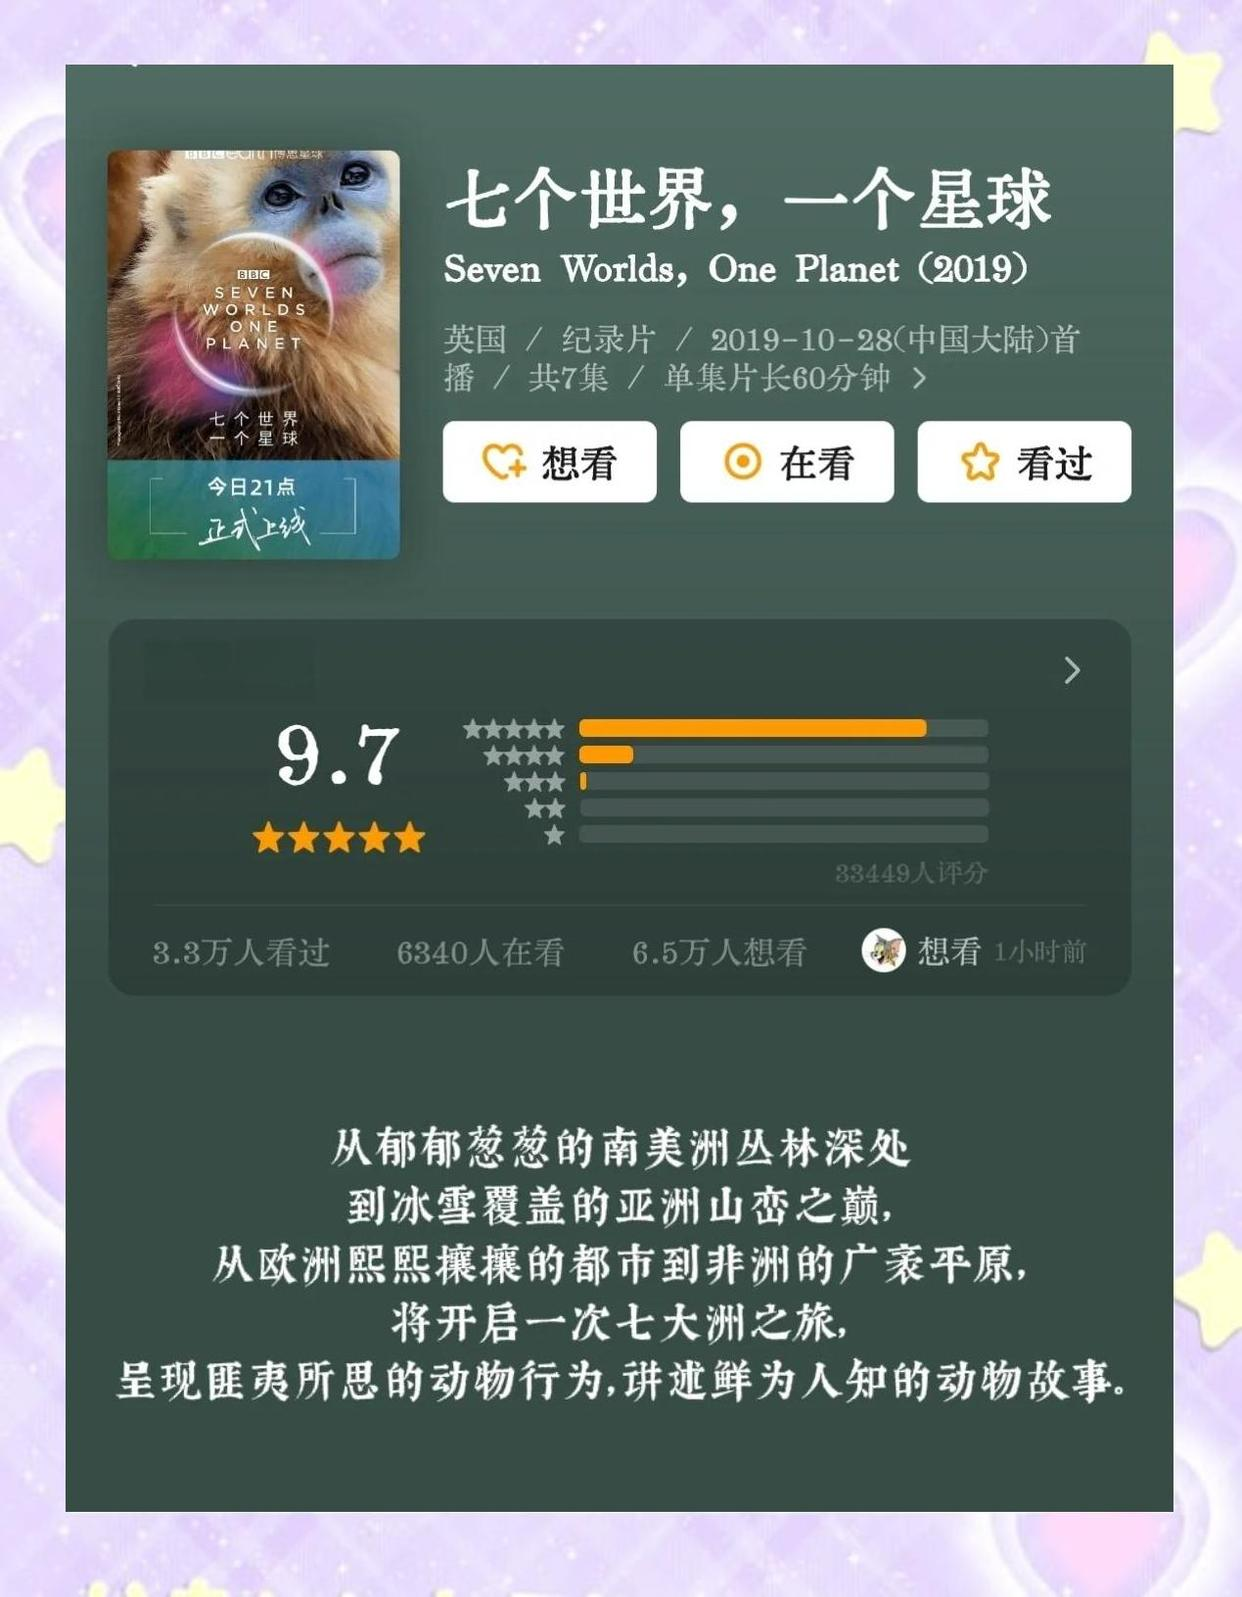 七个世界，一个星球
Seven Worlds, One Planet (2019)
英国 / 纪录片 / 2019-10-28(中国大陆)首
播 / 共7集 / 单集片长60分钟 >
想看
在看
看过
BBC
SEVEN
WORLDS
ONE
PLANET
七个世界
一个星球
今日21点
正式上线
9.7
33449人评分
3.3万人看过
6340人在看
6.5万人想看
想看 1小时前
从郁郁葱葱的南美洲丛林深处
到冰雪覆盖的亚洲山峦之巅，
从欧洲熙熙攘攘的都市到非洲的广袤平原，
将开启一次七大洲之旅，
呈现匪夷所思的动物行为，讲述鲜为人知的动物故事。